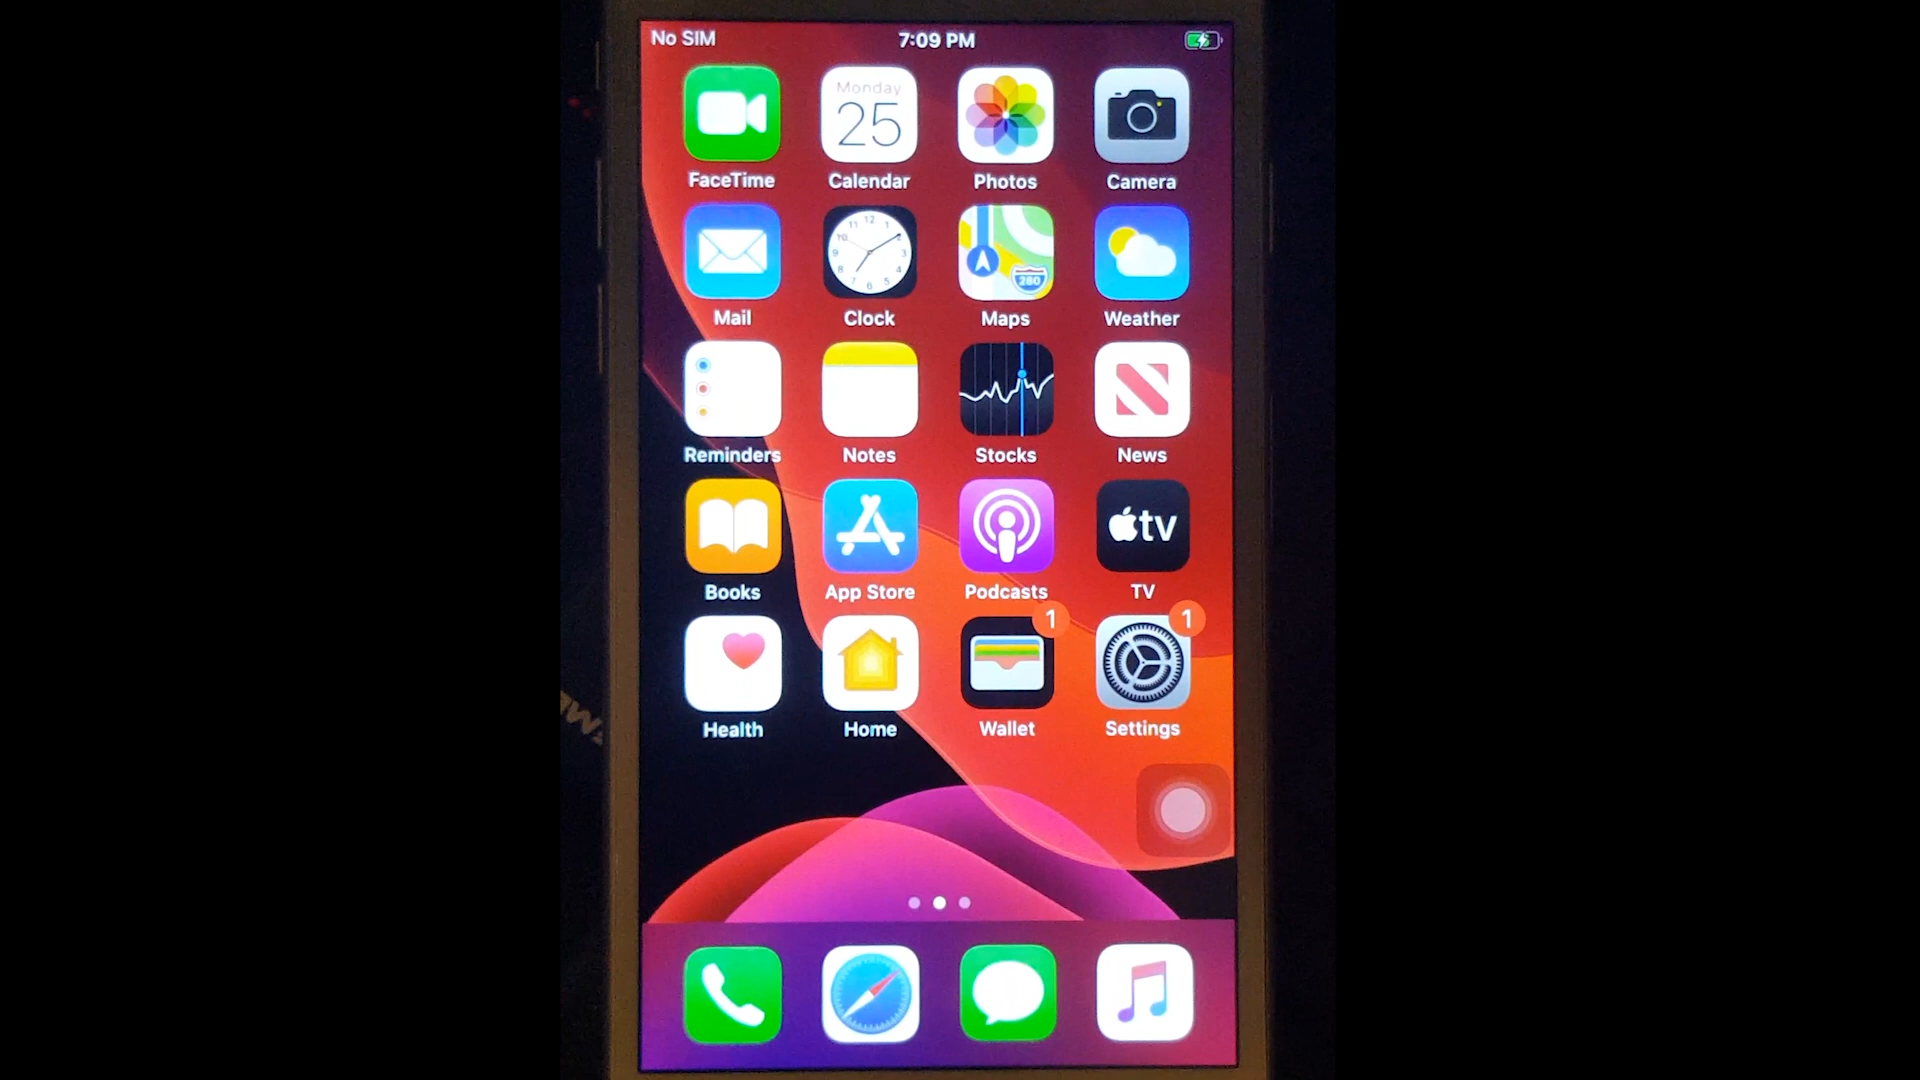 No SIM 7:09 PM
Monday
25
FaceTime Calendar Photos Camera
280
Mail Clock Maps Weather
Reminders Notes Stocks News
tv
Books App Store Podcasts TV
1 1
Health Home Wallet Settings